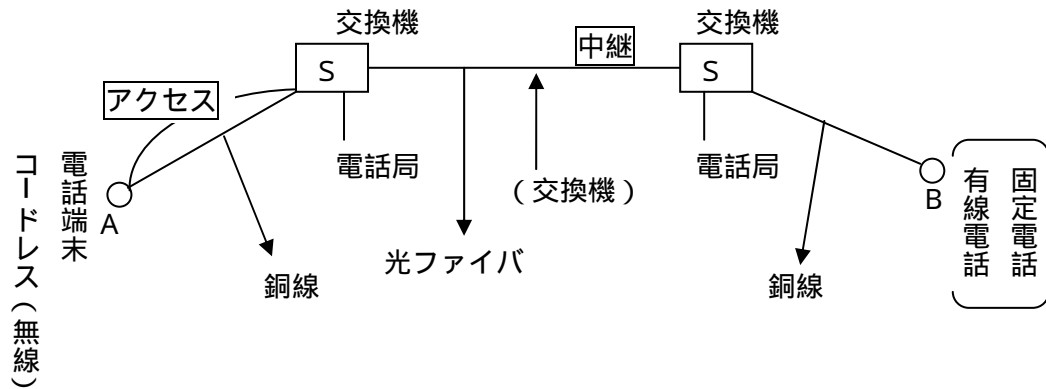 交換機
交換機
中継
S
S
アクセス
電話局
電話局
(交換機)
電話端末
コードレス(無線)
A
B
有線電話
固定電話
光ファイバ
銅線
銅線